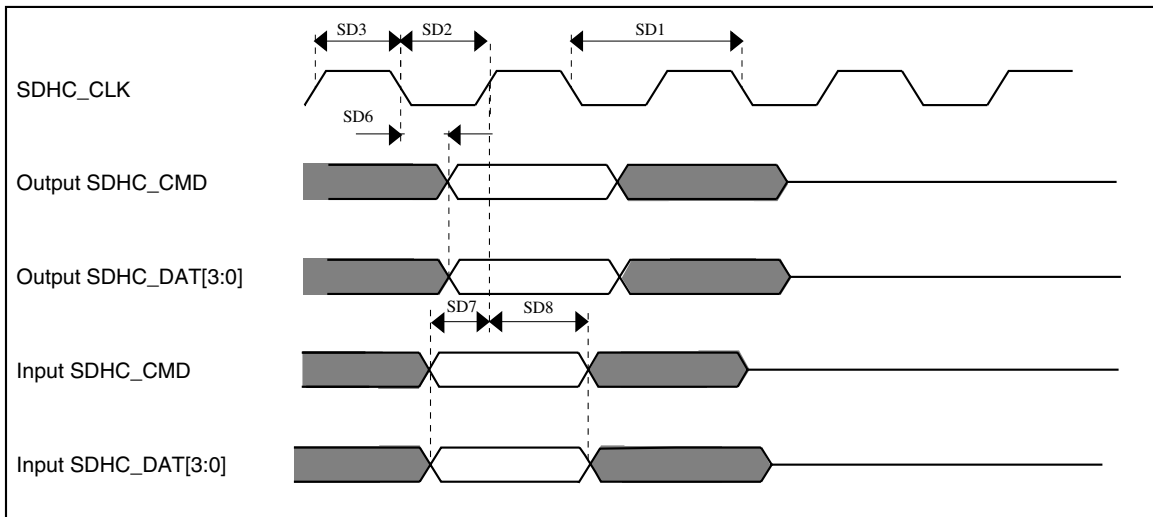 SD3 SD2 SD1
SDHC_CLK
SD6
Output SDHC_CMD
Output SDHC_DAT[3:0]
SD7 SD8
Input SDHC_CMD
Input SDHC_DAT[3:0]